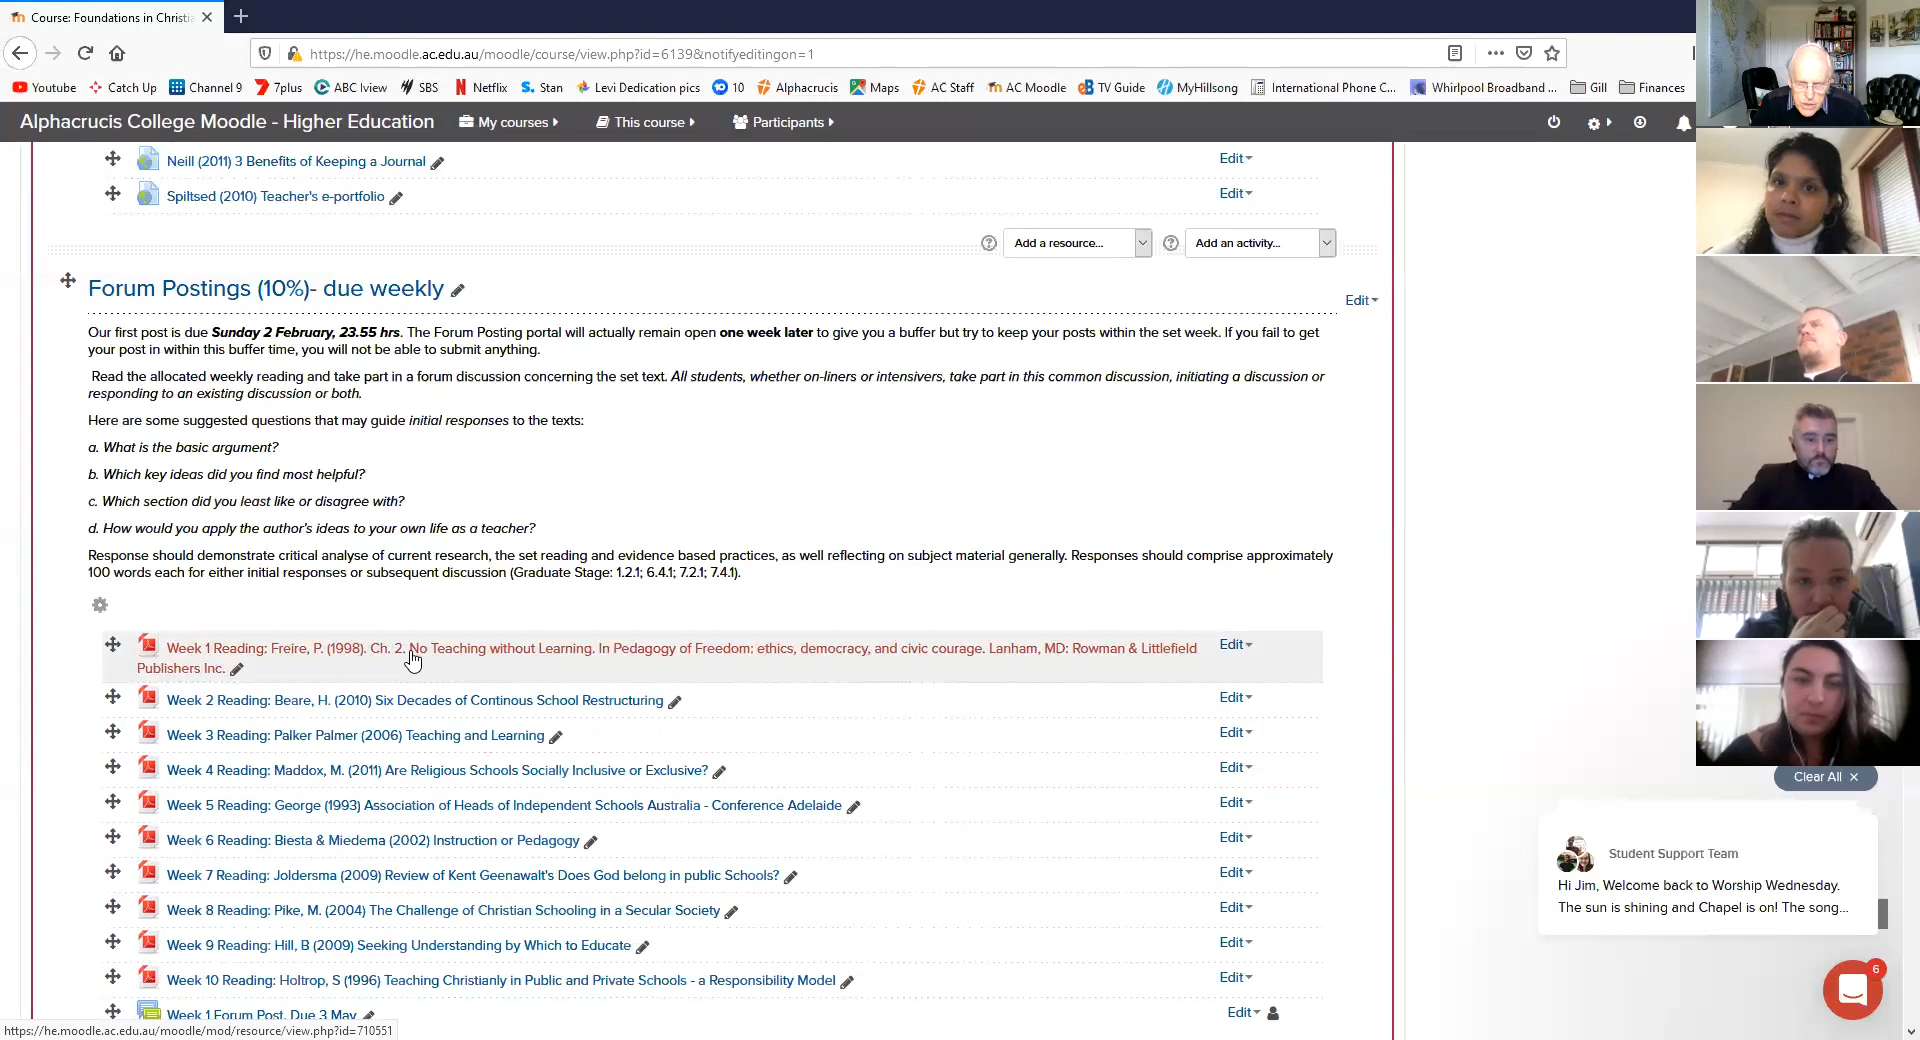 Course: Foundations in Christi
https://he.moodle.ac.edu.au/moodle/course/view.php?id=6139&notifyeditingon=1
Youtube Catch Up Channel 9 7plus ABC Iview SBS Netflix Stan Levi Dedication pics 10 Alphacrucis Maps AC Staff AC Moodle TV Guide MyHillsong International Phone C... Whirlpool Broadband ... Gill Finances
Alphacrucis College Moodle - Higher Education My courses This course Participants
Neill (2011) 3 Benefits of Keeping a Journal Edit
Spiltsed (2010) Teacher's e-portfolio Edit
Add a resource... Add an activity...
Forum Postings (10%)- due weekly
Edit
Our first post is due Sunday 2 February, 23.55 hrs. The Forum Posting portal will actually remain open one week later to give you a buffer but try to keep your posts within the set week. If you fail to get
your post in within this buffer time, you will not be able to submit anything.
Read the allocated weekly reading and take part in a forum discussion concerning the set text. All students, whether on-liners or intensivers, take part in this common discussion, initiating a discussion or
responding to an existing discussion or both.
Here are some suggested questions that may guide initial responses to the texts:
a. What is the basic argument?
b. Which key ideas did you find most helpful?
c. Which section did you least like or disagree with?
d. How would you apply the author's ideas to your own life as a teacher?
Response should demonstrate critical analyse of current research, the set reading and evidence based practices, as well reflecting on subject material generally. Responses should comprise approximately
100 words each for either initial responses or subsequent discussion (Graduate Stage: 1.2.1; 6.4.1; 7.2.1; 7.4.1).
Week 1 Reading: Freire, P. (1998). Ch. 2. No Teaching without Learning. In Pedagogy of Freedom: ethics, democracy, and civic courage. Lanham, MD: Rowman & Littlefield Edit
Publishers Inc.
Week 2 Reading: Beare, H. (2010) Six Decades of Continous School Restructuring Edit
Week 3 Reading: Palker Palmer (2006) Teaching and Learning Edit
Week 4 Reading: Maddox, M. (2011) Are Religious Schools Socially Inclusive or Exclusive? Edit
Week 5 Reading: George (1993) Association of Heads of Independent Schools Australia - Conference Adelaide Edit
Week 6 Reading: Biesta & Miedema (2002) Instruction or Pedagogy Edit
Week 7 Reading: Joldersma (2009) Review of Kent Geenawalt's Does God belong in public Schools? Edit
Week 8 Reading: Pike, M. (2004) The Challenge of Christian Schooling in a Secular Society Edit
Week 9 Reading: Hill, B (2009) Seeking Understanding by Which to Educate Edit
Week 10 Reading: Holtrop, S (1996) Teaching Christianly in Public and Private Schools - a Responsibility Model Edit
Week 1 Forum Post, Due 3 May Edit
https://he.moodle.ac.edu.au/moodle/mod/resource/view.php?id=710551
Clear All
Student Support Team
Hi Jim, Welcome back to Worship Wednesday.
The sun is shining and Chapel is on! The song...
6